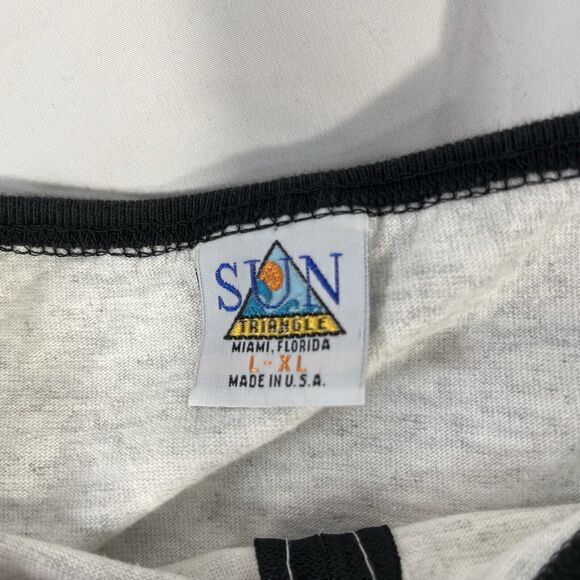 SUN
TRIANGLE
MIAMI, FLORIDA
L-XL
MADE IN U.S.A.